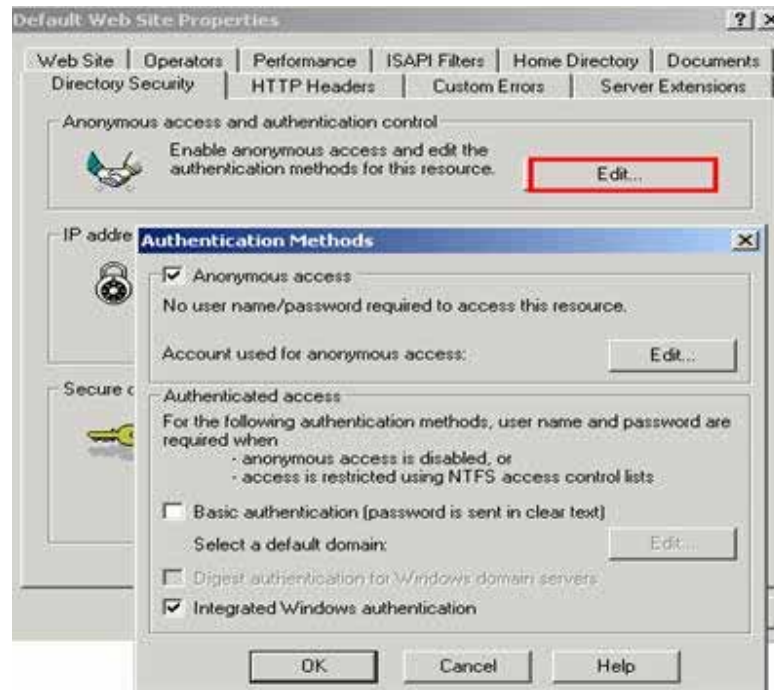 Default Web Site Properties
Web Site
Operators
Performance
ISAPI Filters
Home Directory
Documents
Directory Security
HTTP Headers
Custom Errors
Server Extensions
Anonymous access and authentication control
Enable anonymous access and edit the
authentication methods for this resource.
Edit...
IP addre
Authentication Methods
Anonymous access
No user name/password required to access this resource.
Account used for anonymous access:
Edit...
Secure c
Authenticated access
For the following authentication methods, user name and password are
required when
- anonymous access is disabled, or
- access is restricted using NTFS access control lists
Basic authentication (password is sent in clear text)
Select a default domain:
Edit...
Digest authentication for Windows domain servers
Integrated Windows authentication
OK
Cancel
Help